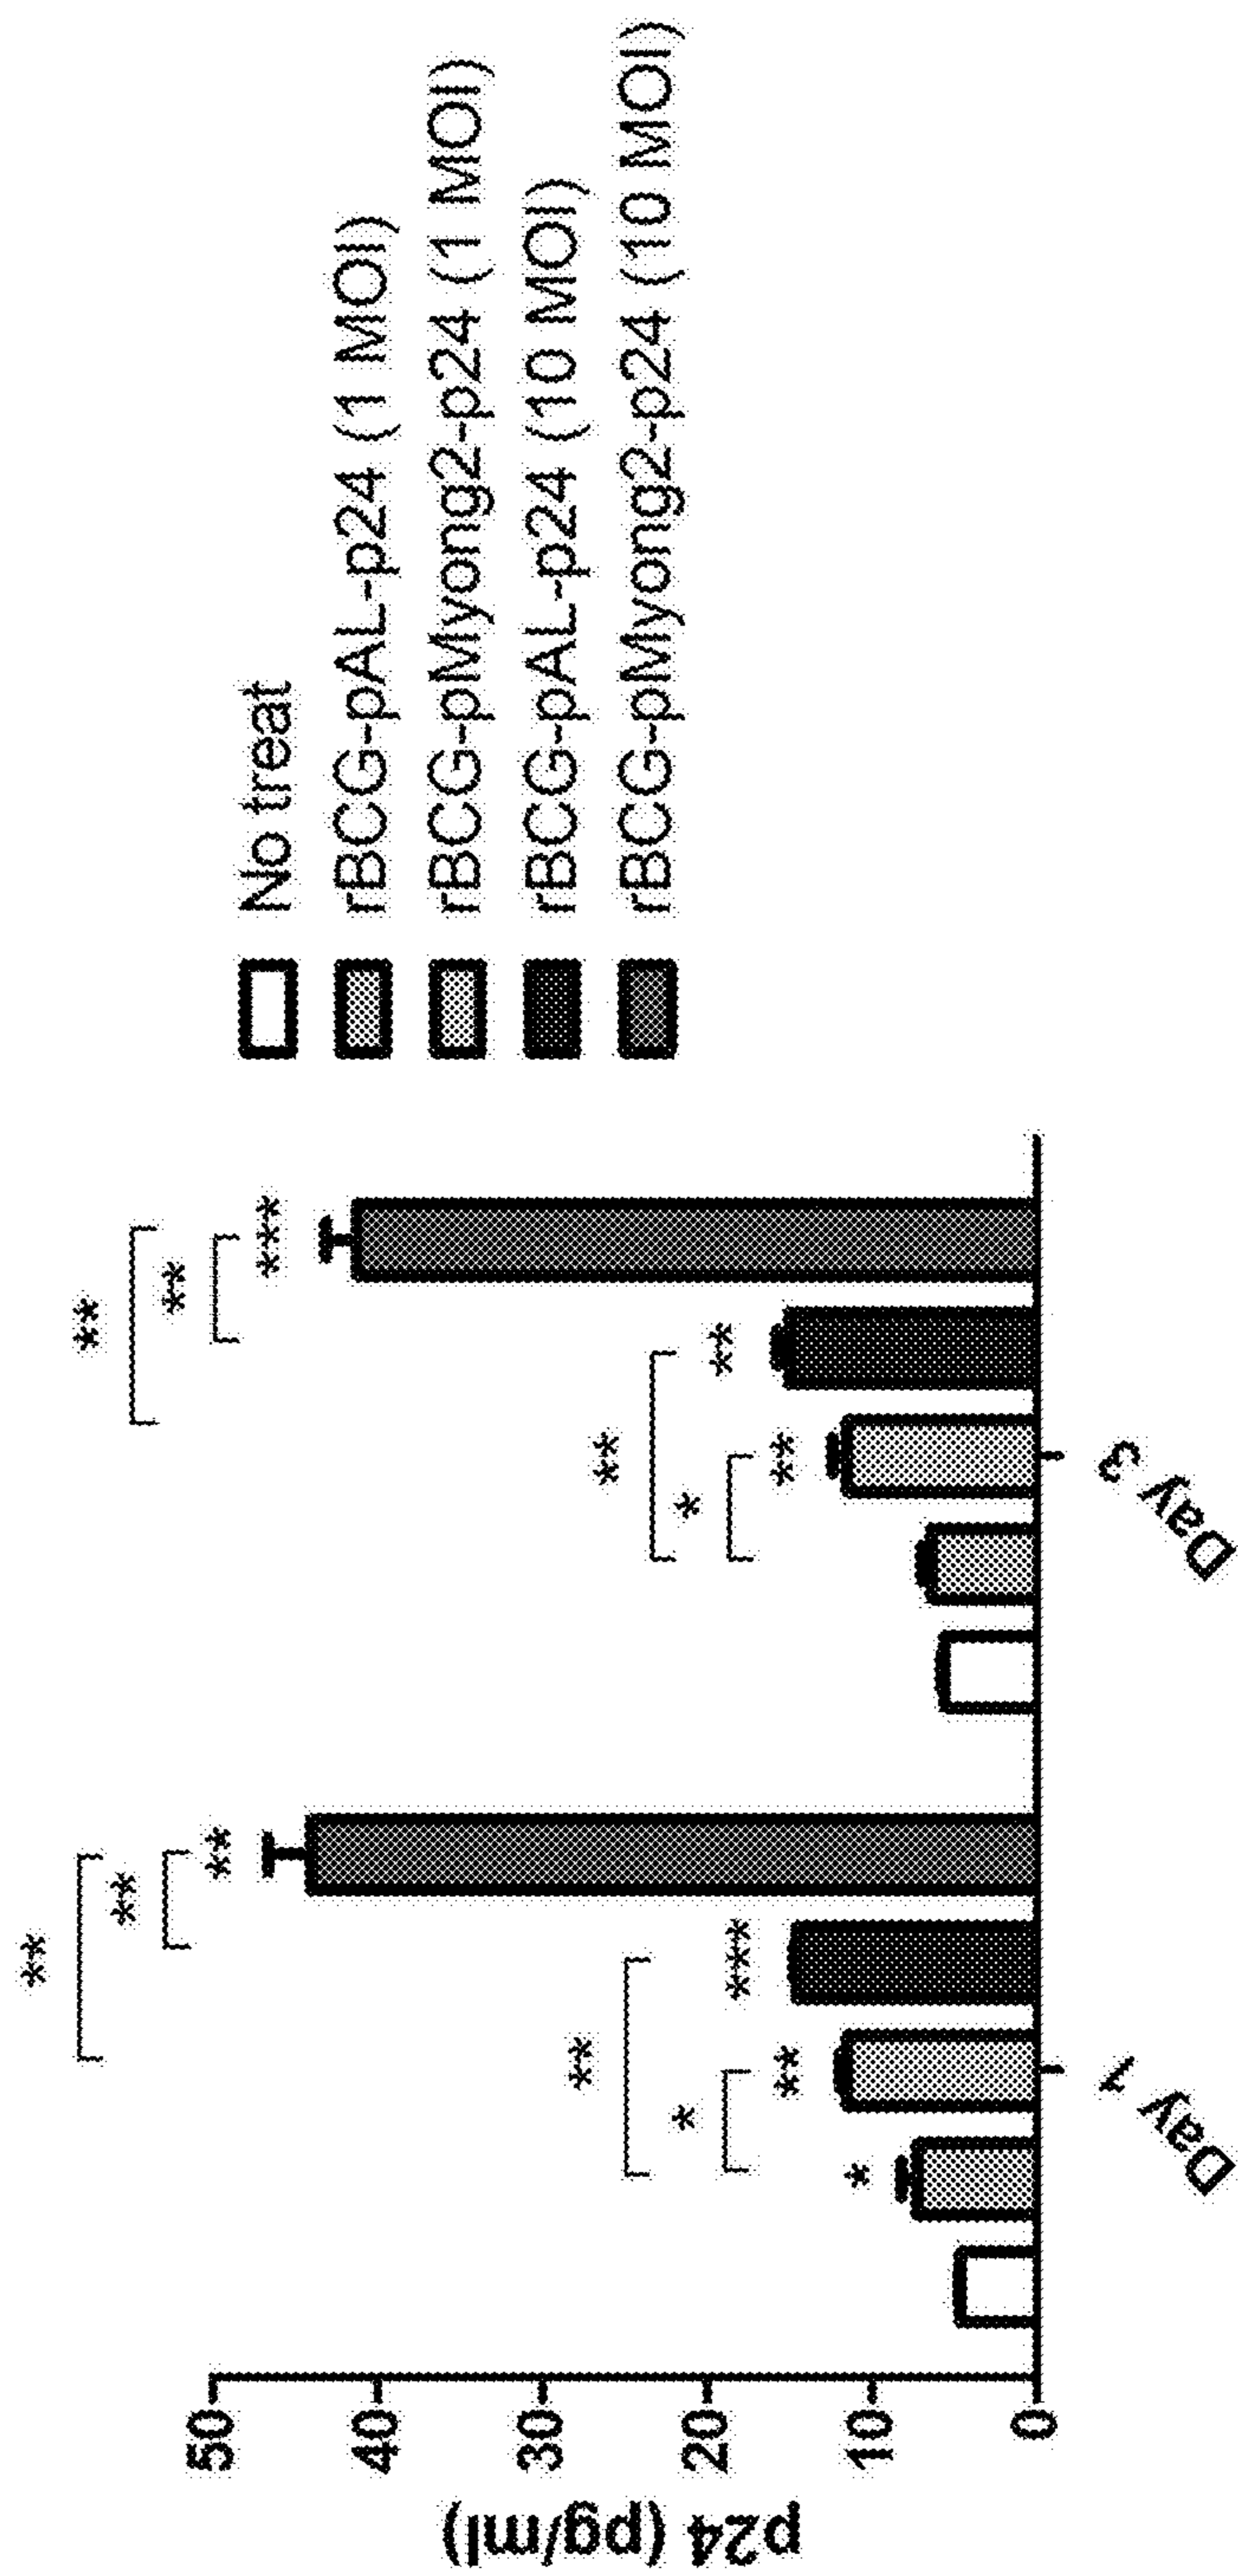 p24 (pg/ml)
50
40
30
20
10
0
** ** **
** ***
* **
*
** ** ***
** **
* **
Day 1
Day 3
No treat
rBCG-pAL-p24 (1 MOI)
rBCG-pMyong2-p24 (1 MOI)
rBCG-pAL-p24 (10 MOI)
rBCG-pMyong2-p24 (10 MOI)